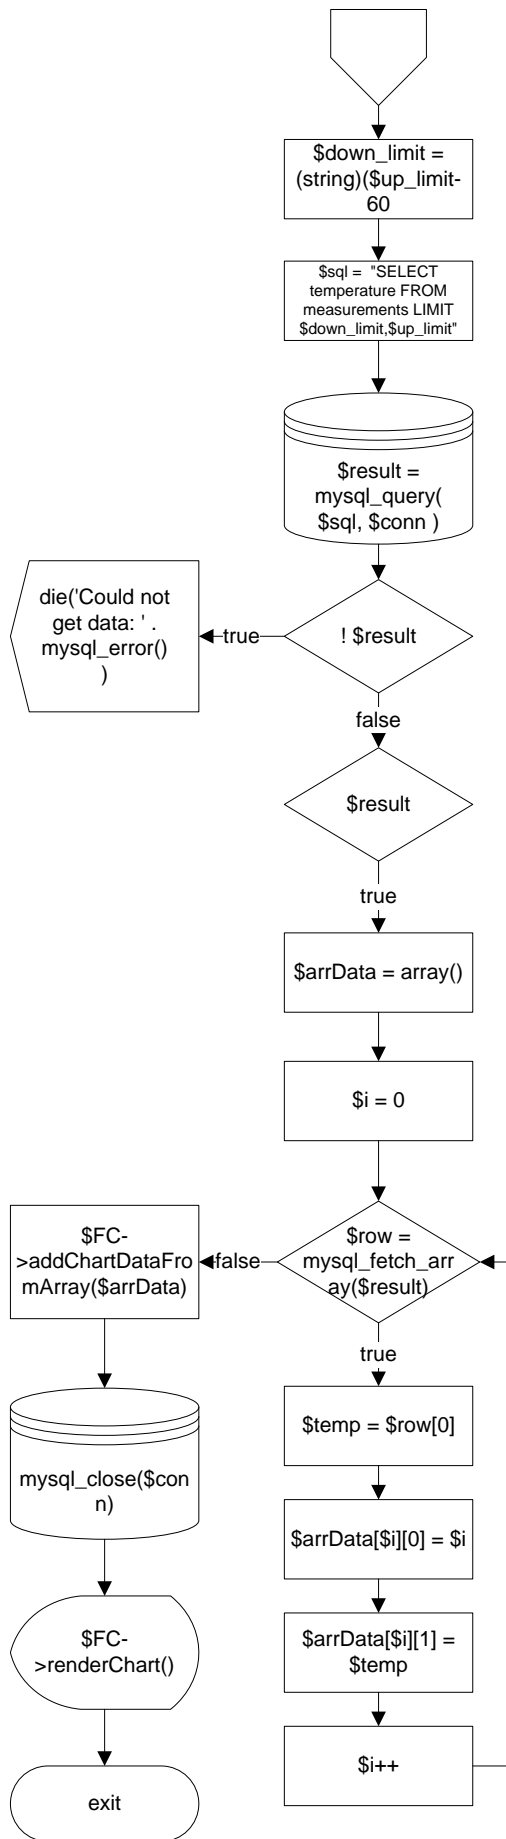 $down_limit =
(string)($up_limit-
60
$sql = "SELECT
temperature FROM
measurements LIMIT
$down_limit,$up_limit"
$result =
mysql_query(
$sql, $conn )
! $result
true
die('Could not
get data: ' .
mysql_error()
)
false
$result
true
$arrData = array()
$i = 0
$row =
mysql_fetch_arr
ay($result)
false
$FC-
>addChartDataFro
mArray($arrData)
true
$temp = $row[0]
$arrData[$i][0] = $i
$arrData[$i][1] =
$temp
$i++
mysql_close($con
n)
$FC-
>renderChart()
exit